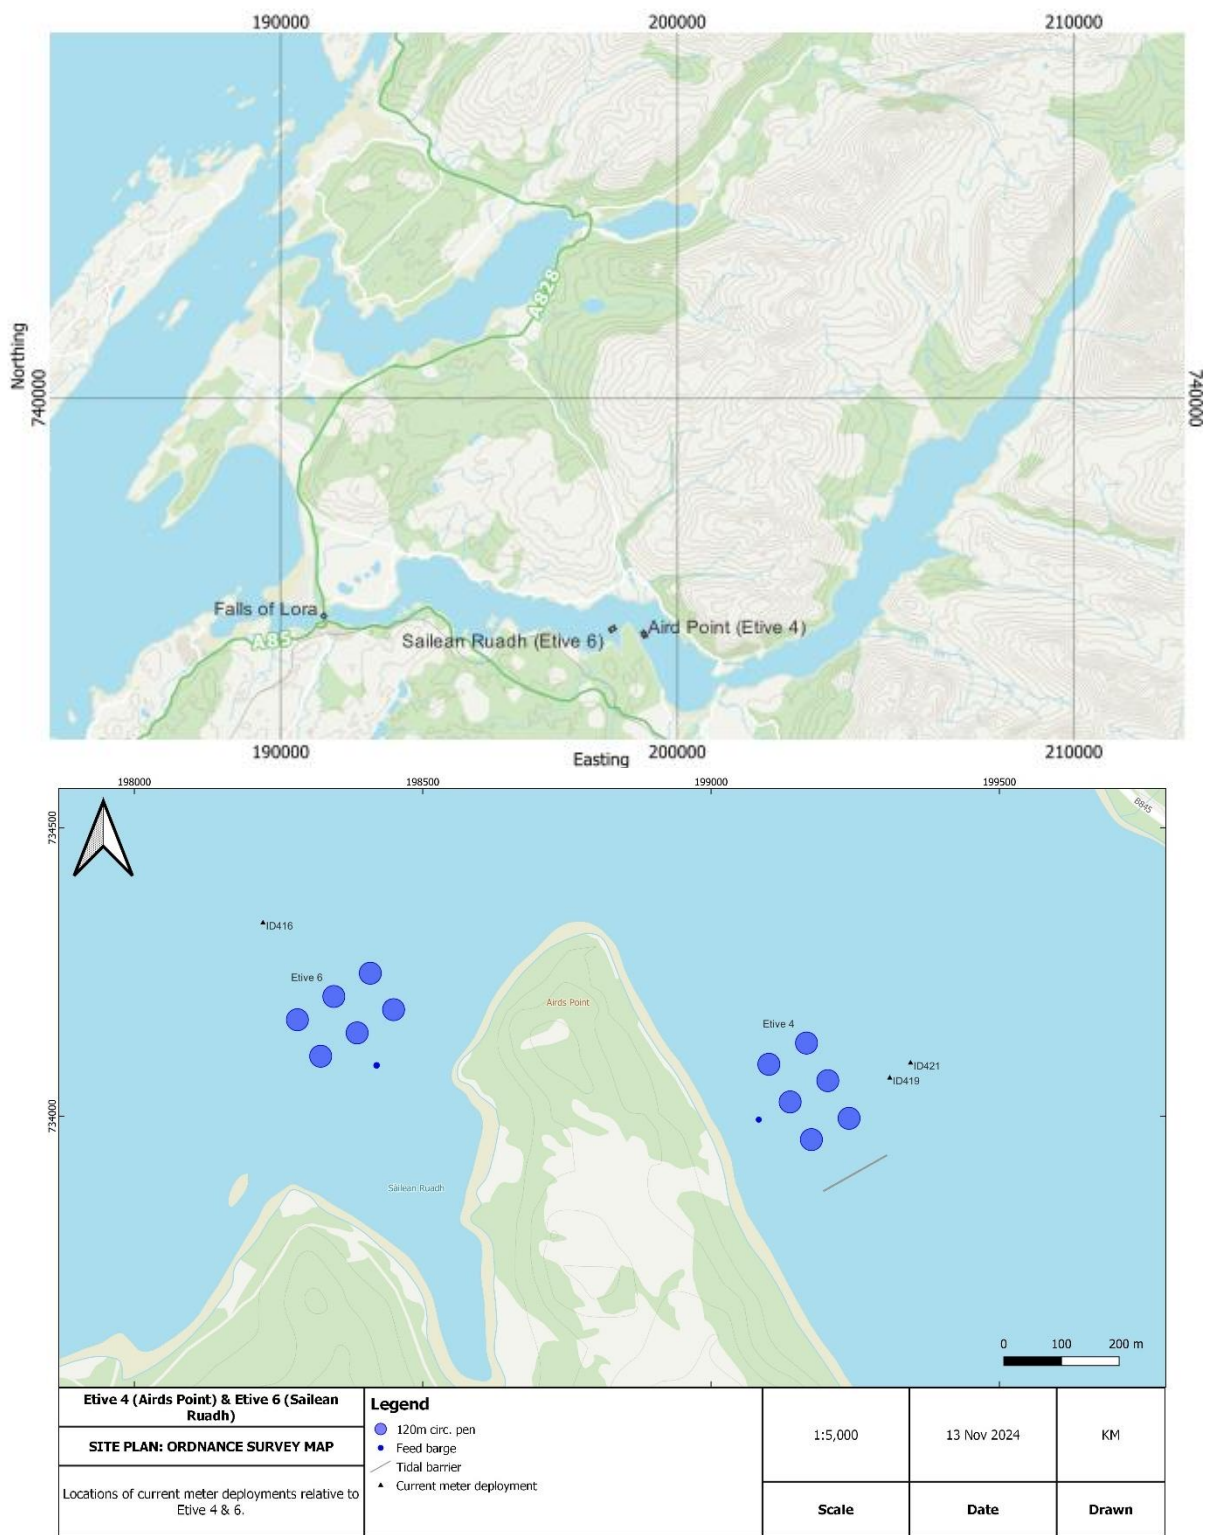 190000
200000
210000
Northing
740000
740000
A828
Falls of Lora
A85
Sailean Ruadh (Etive 6)
Aird Point (Etive 4)
190000
200000
210000
Easting
198000
198500
199000
199500
734500
B845
ID416
Etive 6
Airds Point
Etive 4
ID421
ID419
734000
Sailean Ruadh
0 100 200 m
Etive 4 (Airds Point) & Etive 6 (Sailean
Ruadh)
SITE PLAN: ORDNANCE SURVEY MAP
Locations of current meter deployments relative to
Etive 4 & 6.
Legend
120m circ. pen
Feed barge
Tidal barrier
Current meter deployment
1:5,000
13 Nov 2024
KM
Scale
Date
Drawn